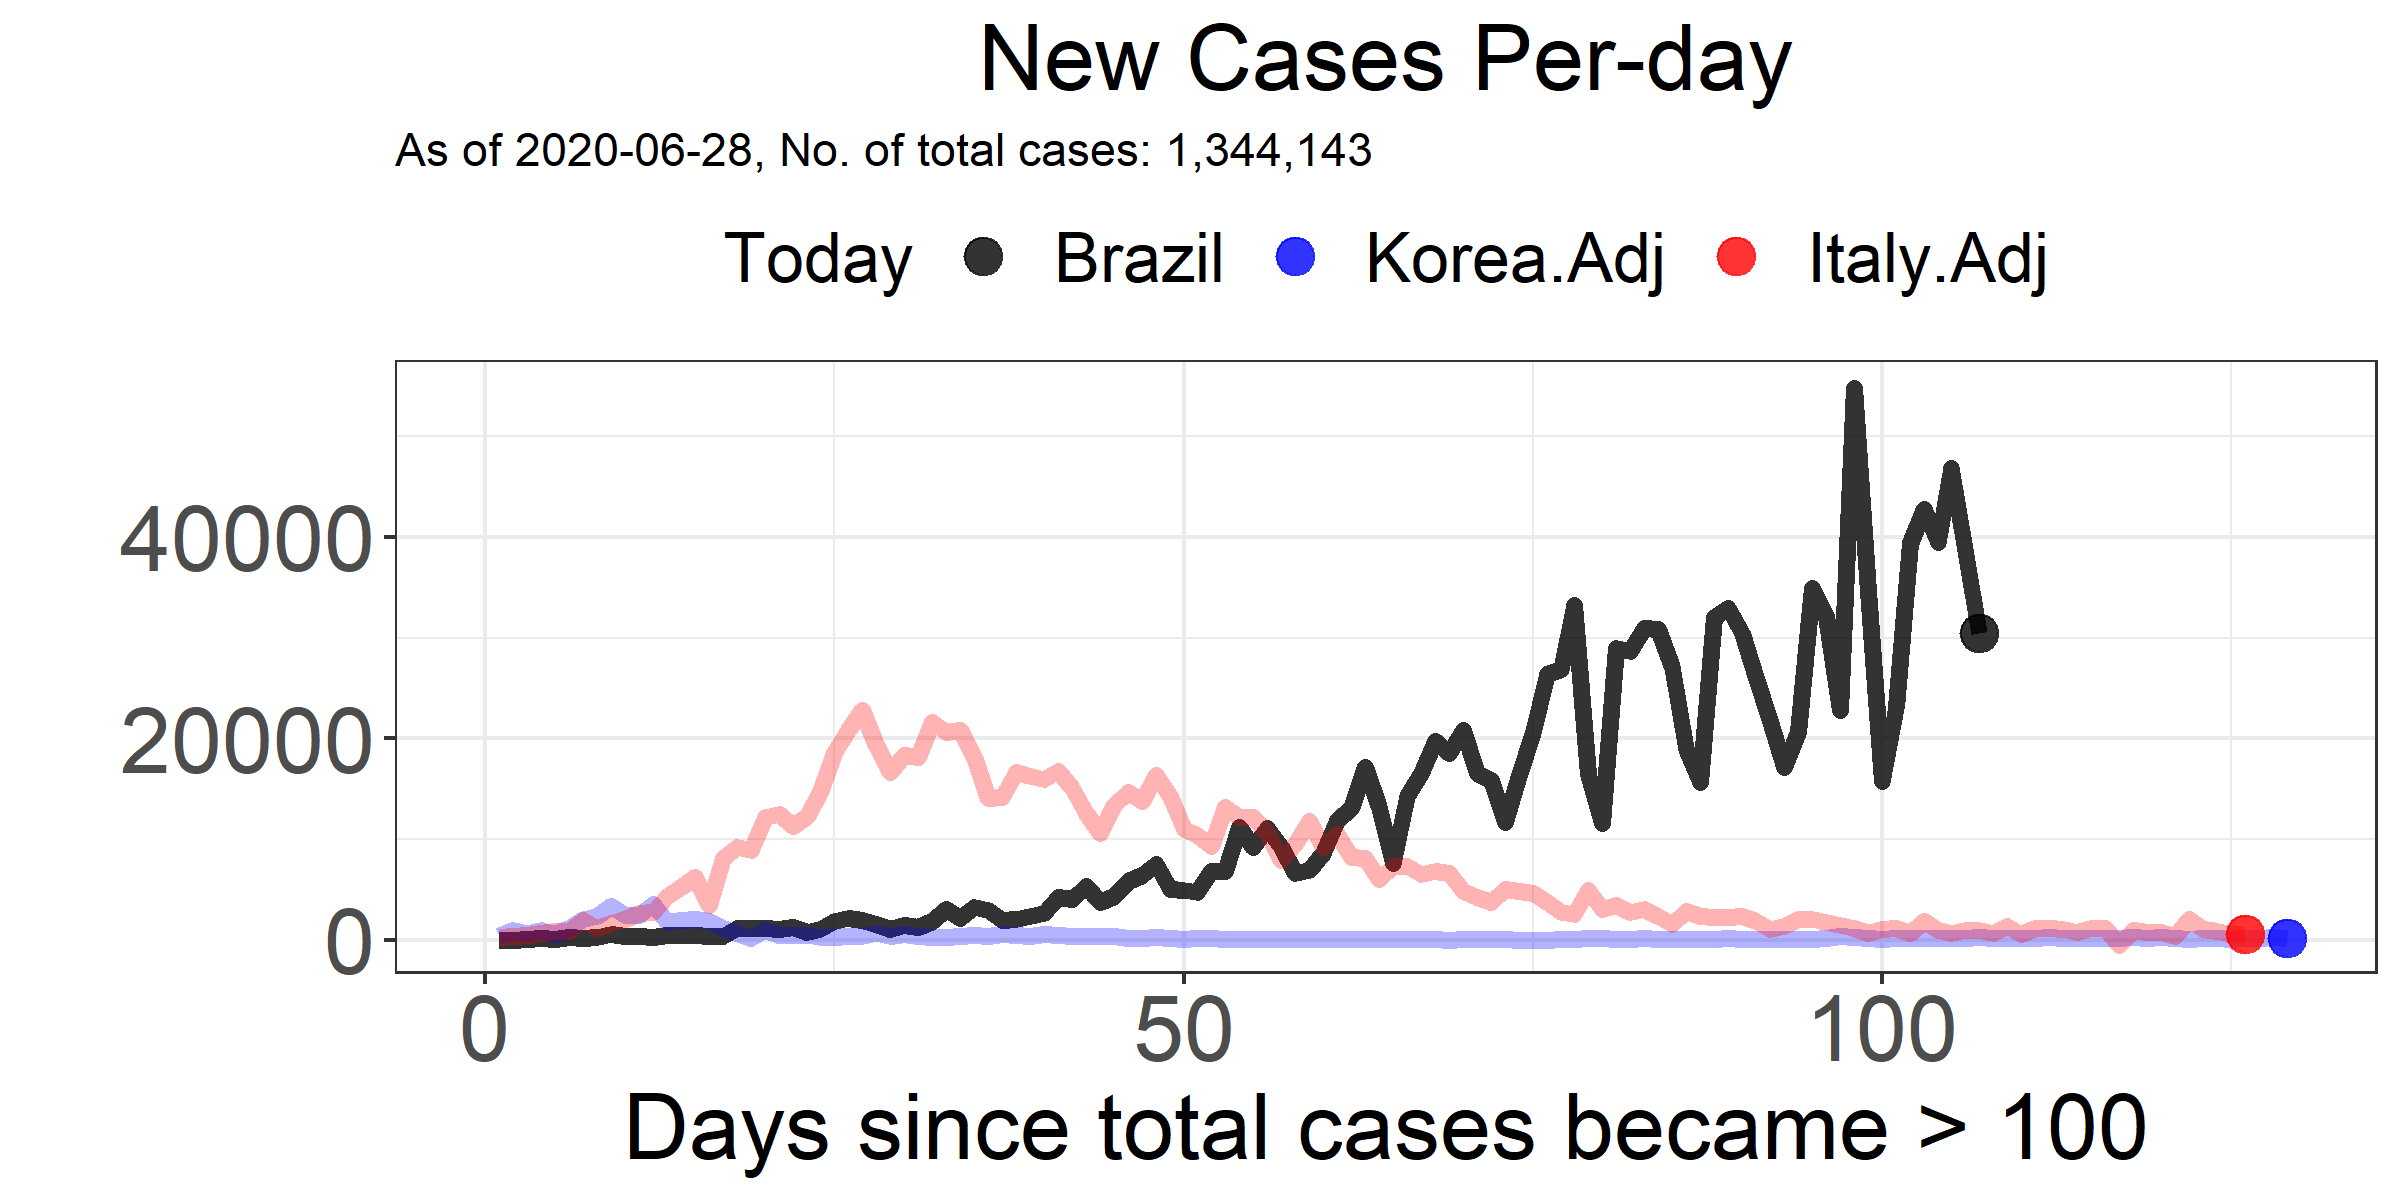 New Cases Per-day
As of 2020-06-28, No. of total cases: 1,344,143
Today Brazil Korea.Adj Italy.Adj
40000
20000
0
0 50 100
Days since total cases became > 100